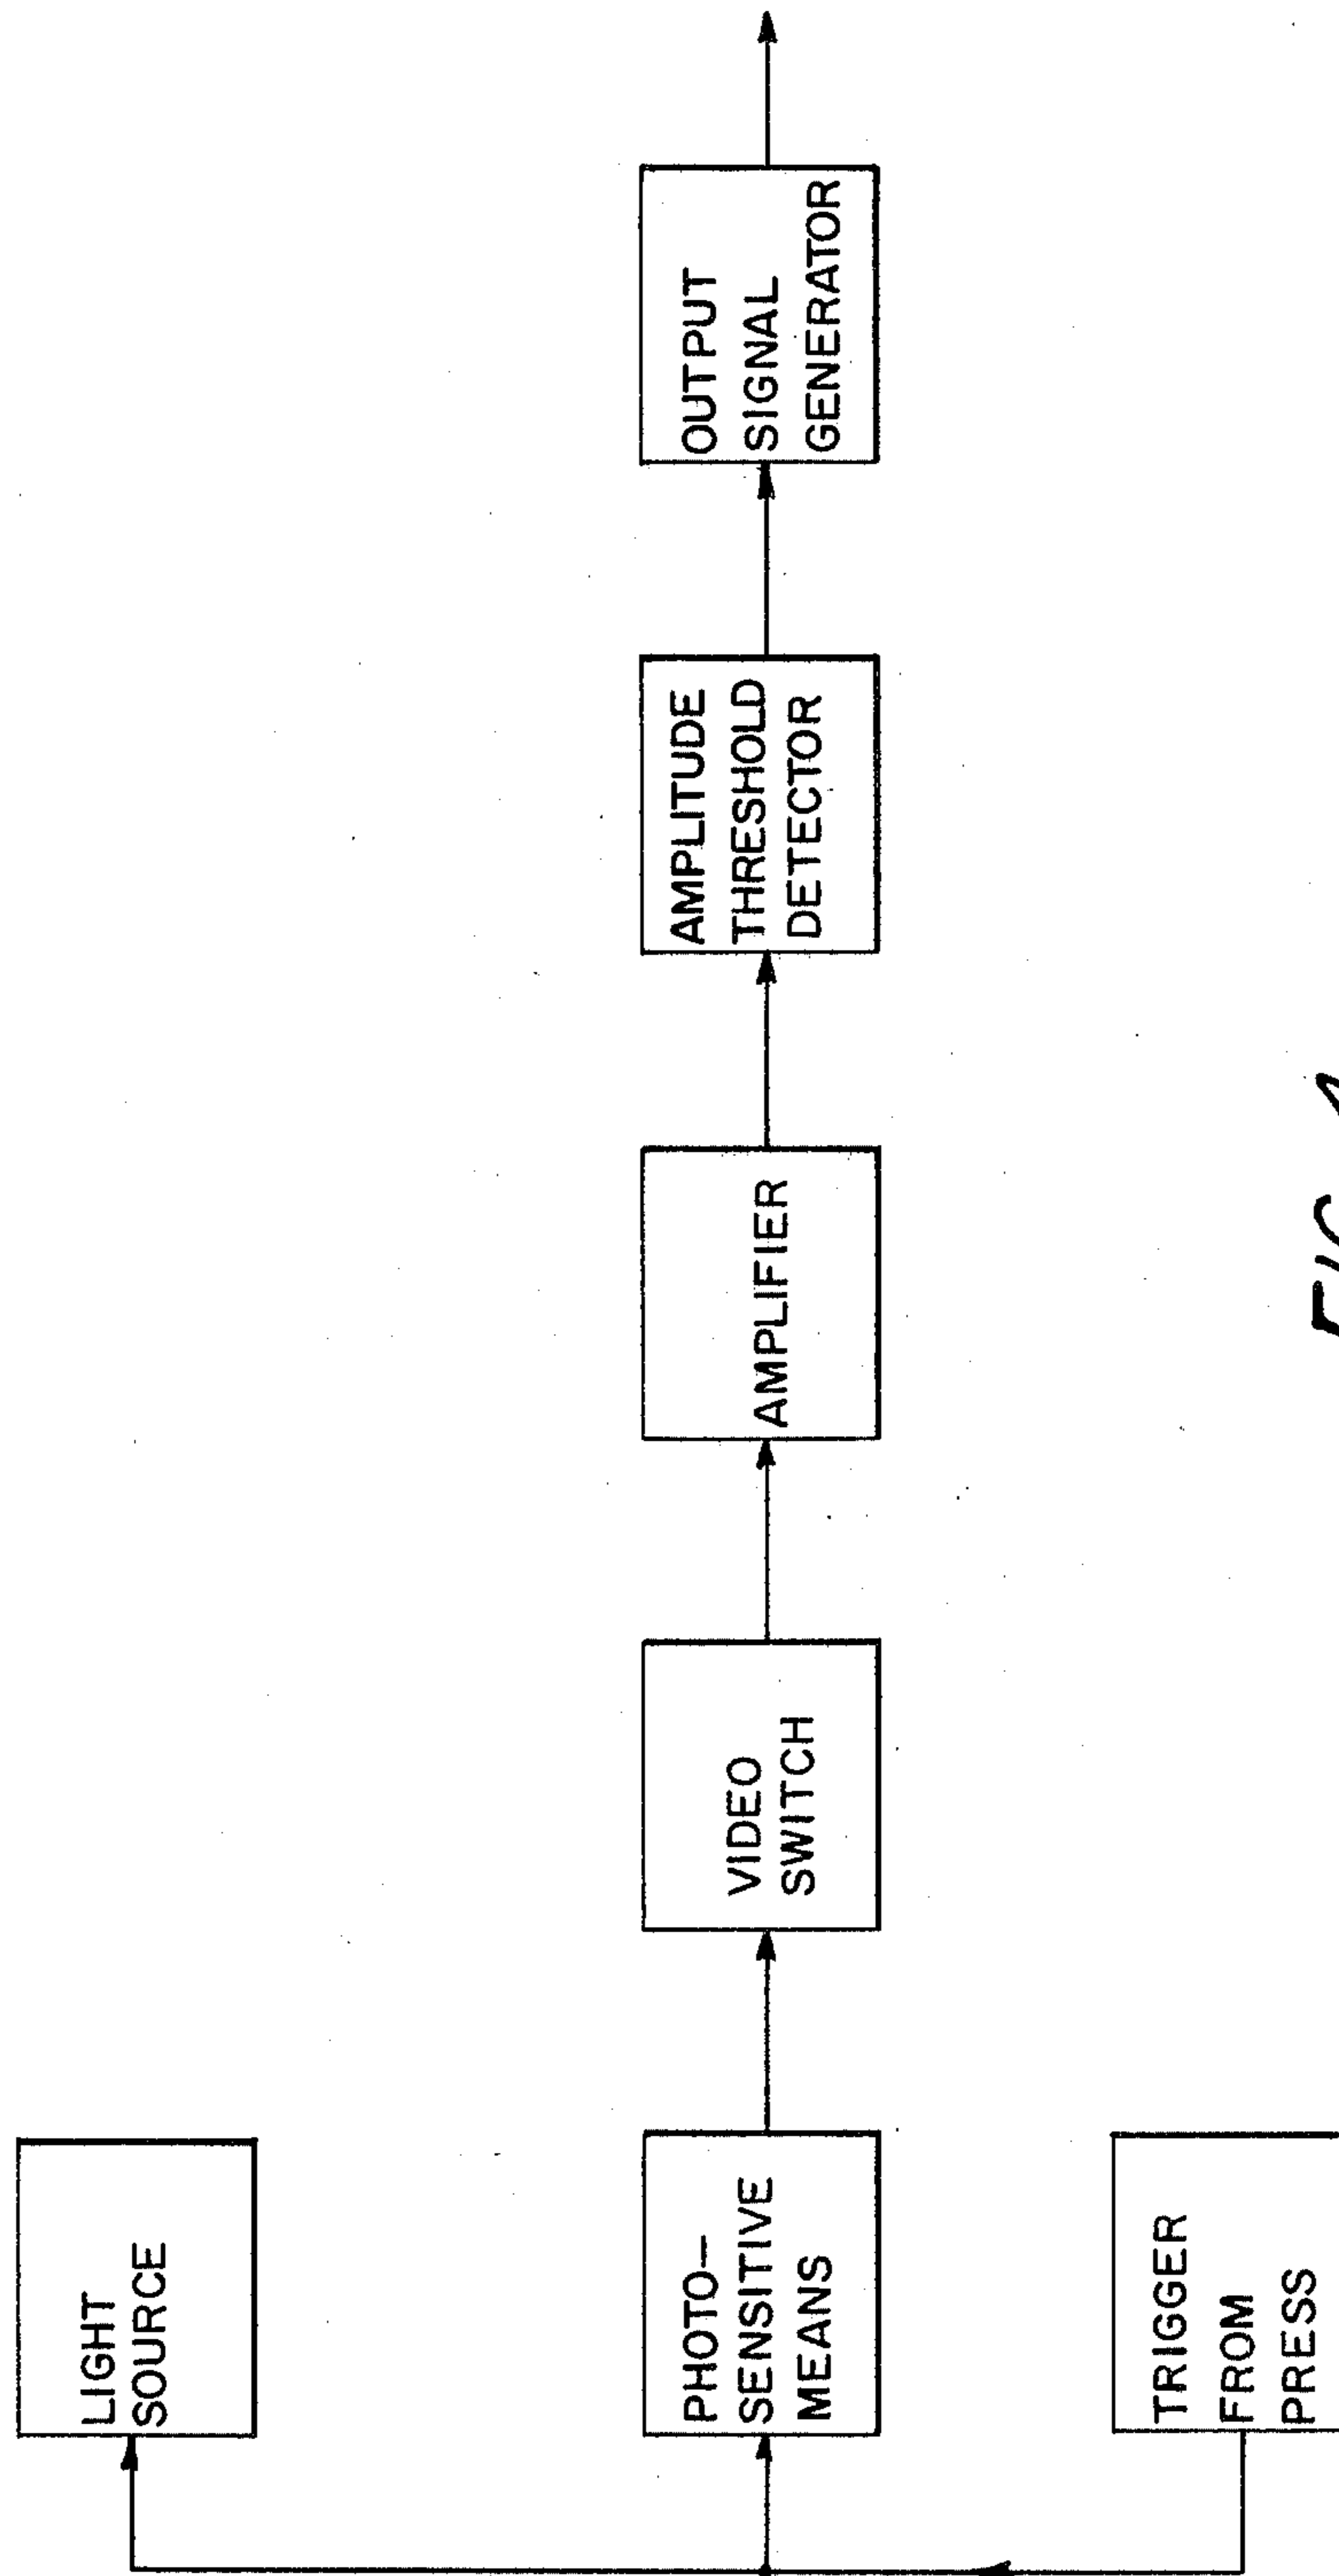 LIGHT
SOURCE
PHOTO—
SENSITIVE
MEANS
VIDEO
SWITCH
AMPLIFIER
AMPLITUDE
THRESHOLD
DETECTOR
OUTPUT
SIGNAL
GENERATOR
TRIGGER
FROM
PRESS